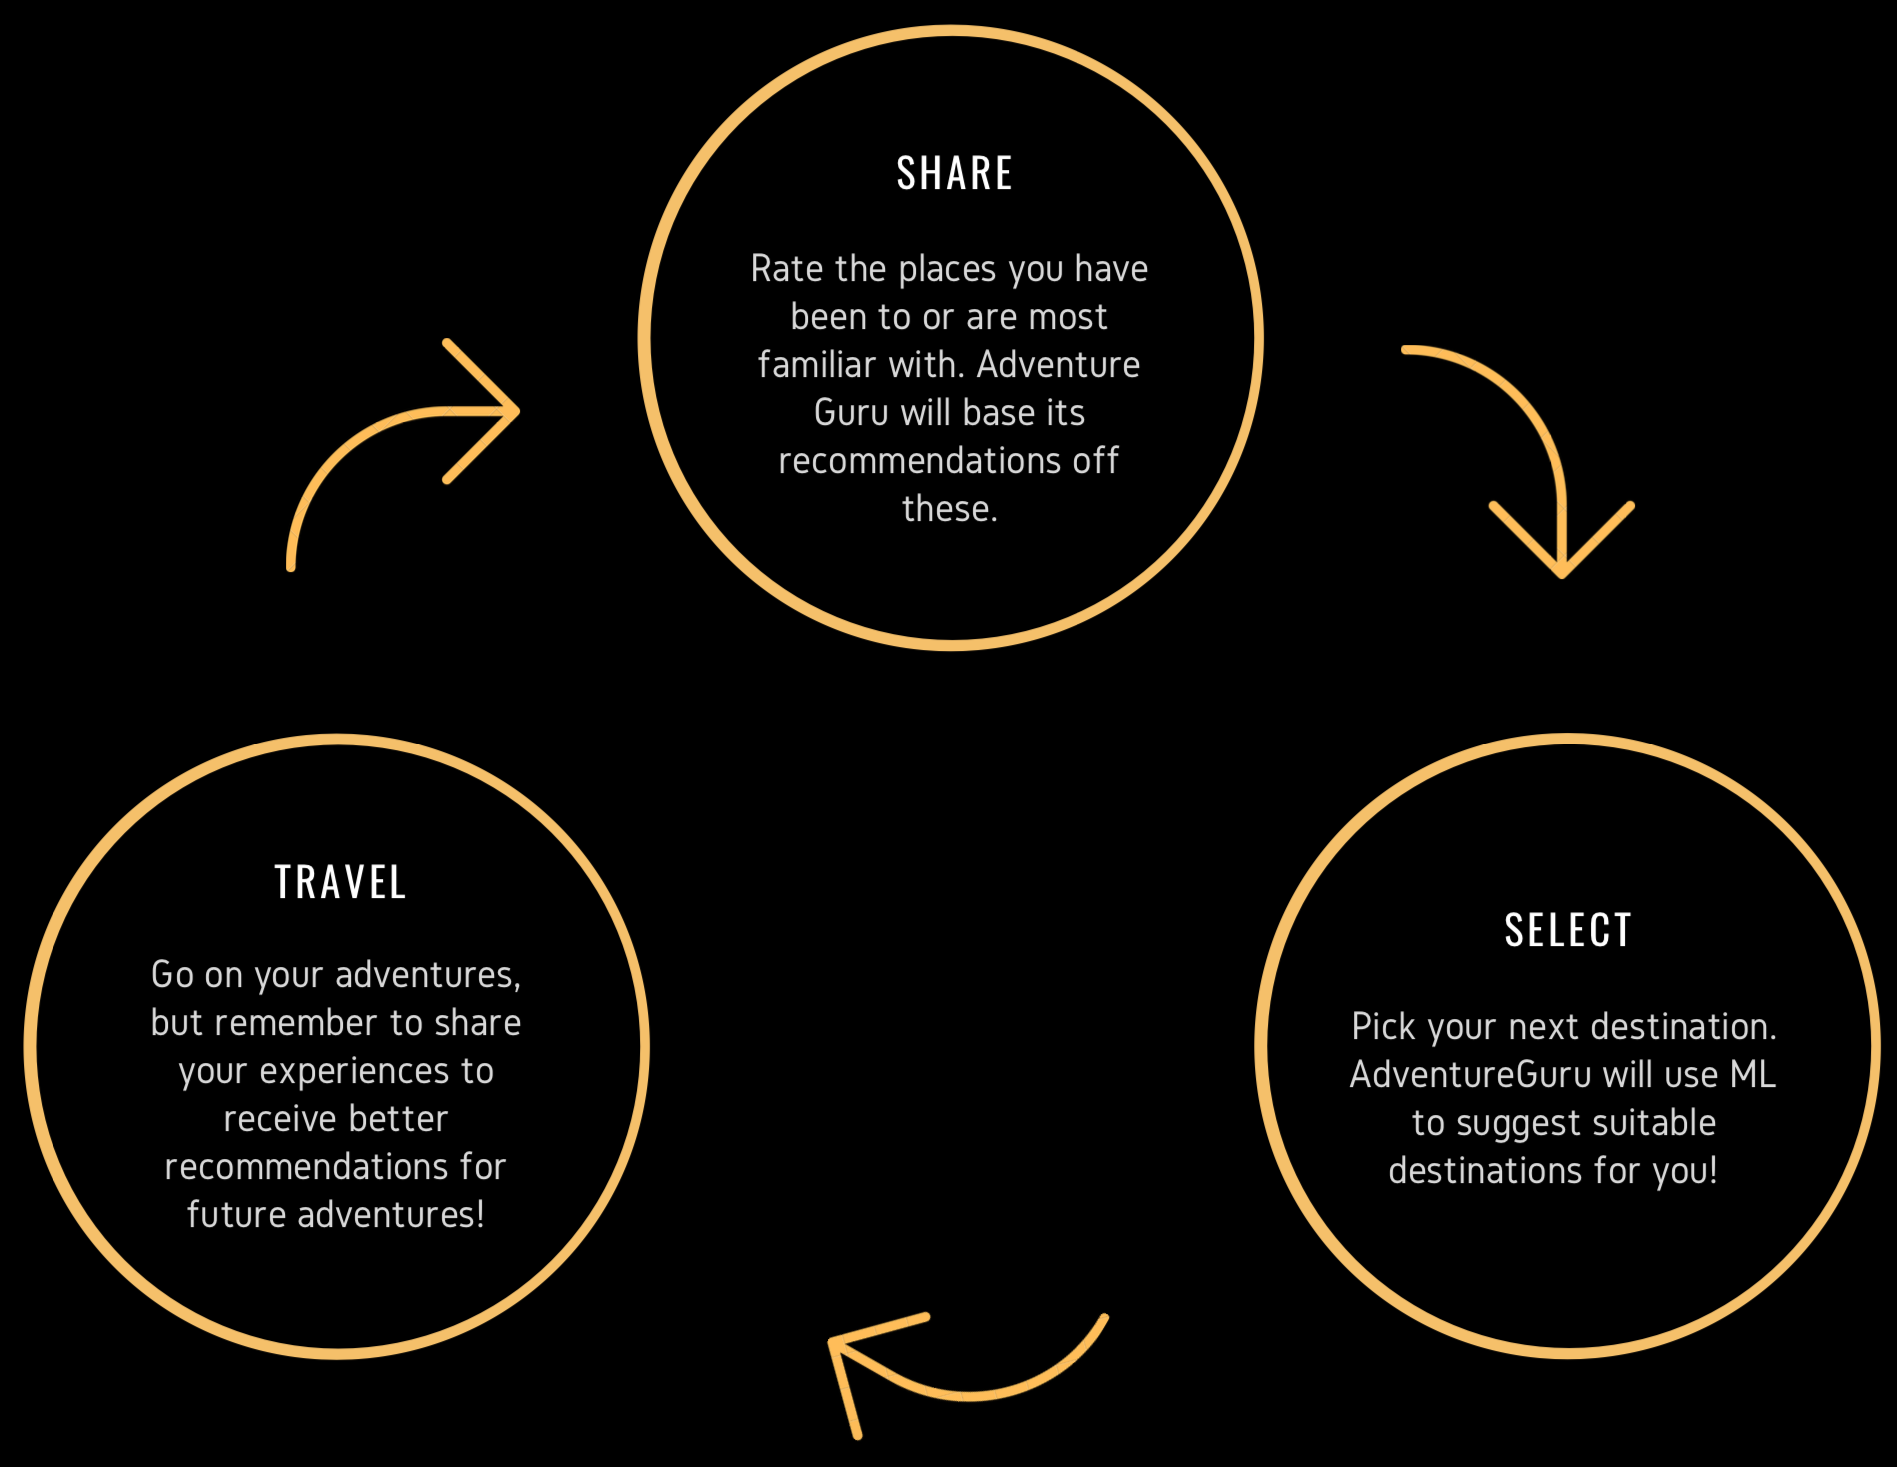 SHARE
Rate the places you have
been to or are most
familiar with. Adventure
Guru will base its
recommendations off
these.
TRAVEL
Go on your adventures,
but remember to share
your experiences to
receive better
recommendations for
future adventures!
SELECT
Pick your next destination.
AdventureGuru will use ML
to suggest suitable
destinations for you!